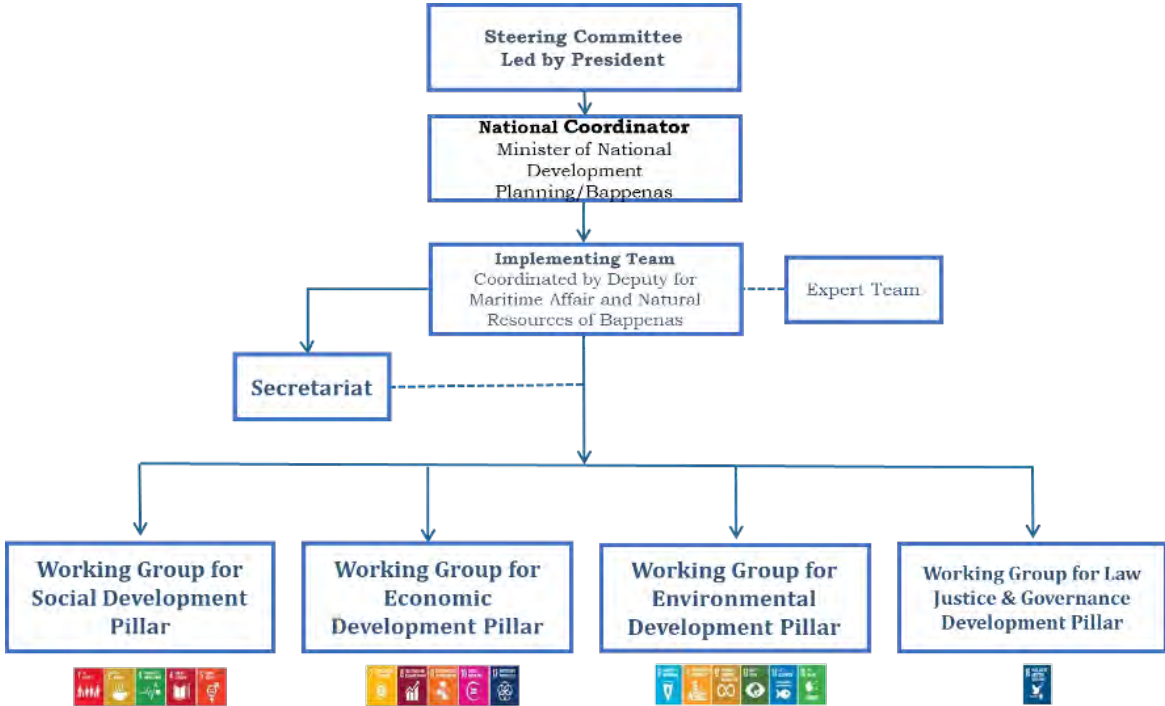 Steering Committee
Led by President
National Coordinator
Minister of National
Development
Planning/Bappenas
Implementing Team
Coordinated by Deputy for
Maritime Affair and Natural
Resources of Bappenas
Expert Team
Secretariat
Working Group for
Social Development
Pillar
Working Group for
Economic
Development Pillar
Working Group for
Environmental
Development Pillar
Working Group for Law
Justice & Governance
Development Pillar